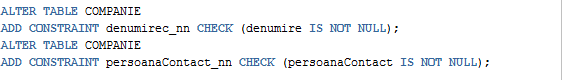 ALTER TABLE COMPANIE
ADD CONSTRAINT denumirec_nn CHECK (denumire IS NOT NULL);
ALTER TABLE COMPANIE
ADD CONSTRAINT persoanaContact_nn CHECK (persoanaContact IS NOT NULL);